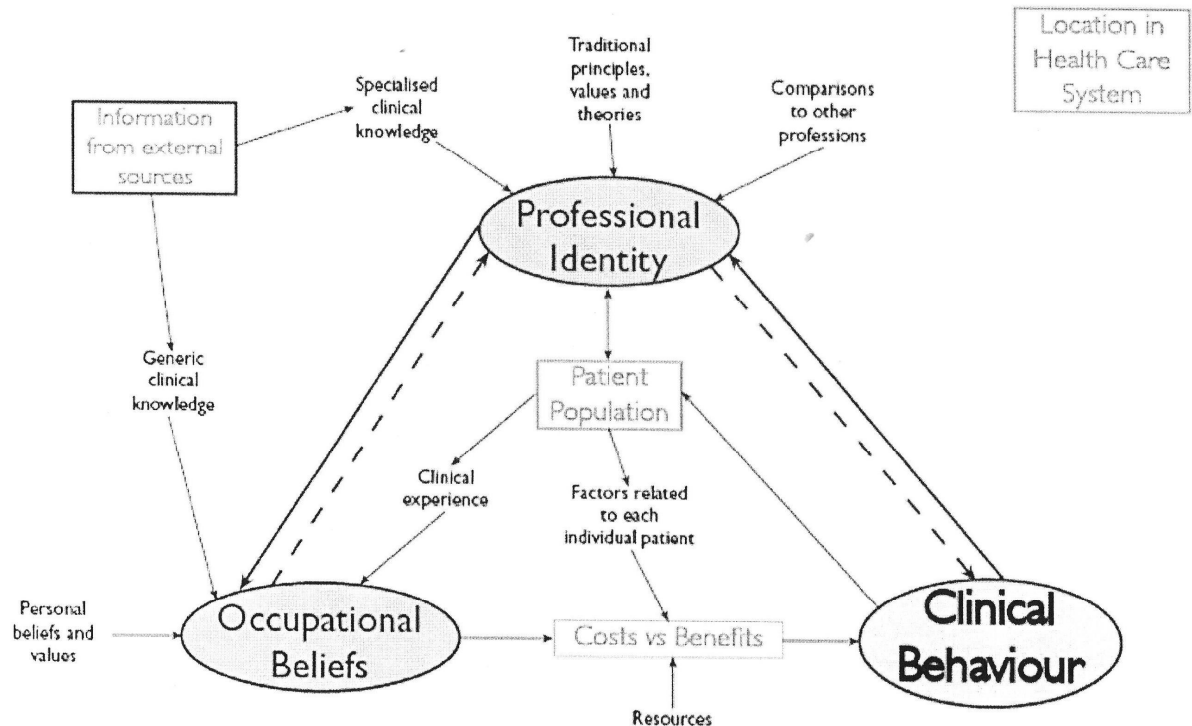 Location in
Health Care
System
Traditional
principles,
values and
theories
Specialised
clinical
knowledge
Comparisons
to other
professions
Information
from external
sources
Professional
Identity
Generic
clinical
knowledge
Patient
Population
Clinical
experience
Factors related
to each
individual patient
Personal
beliefs and
values
Occupational
Beliefs
Costs vs Benefits
Clinical
Behaviour
Resources